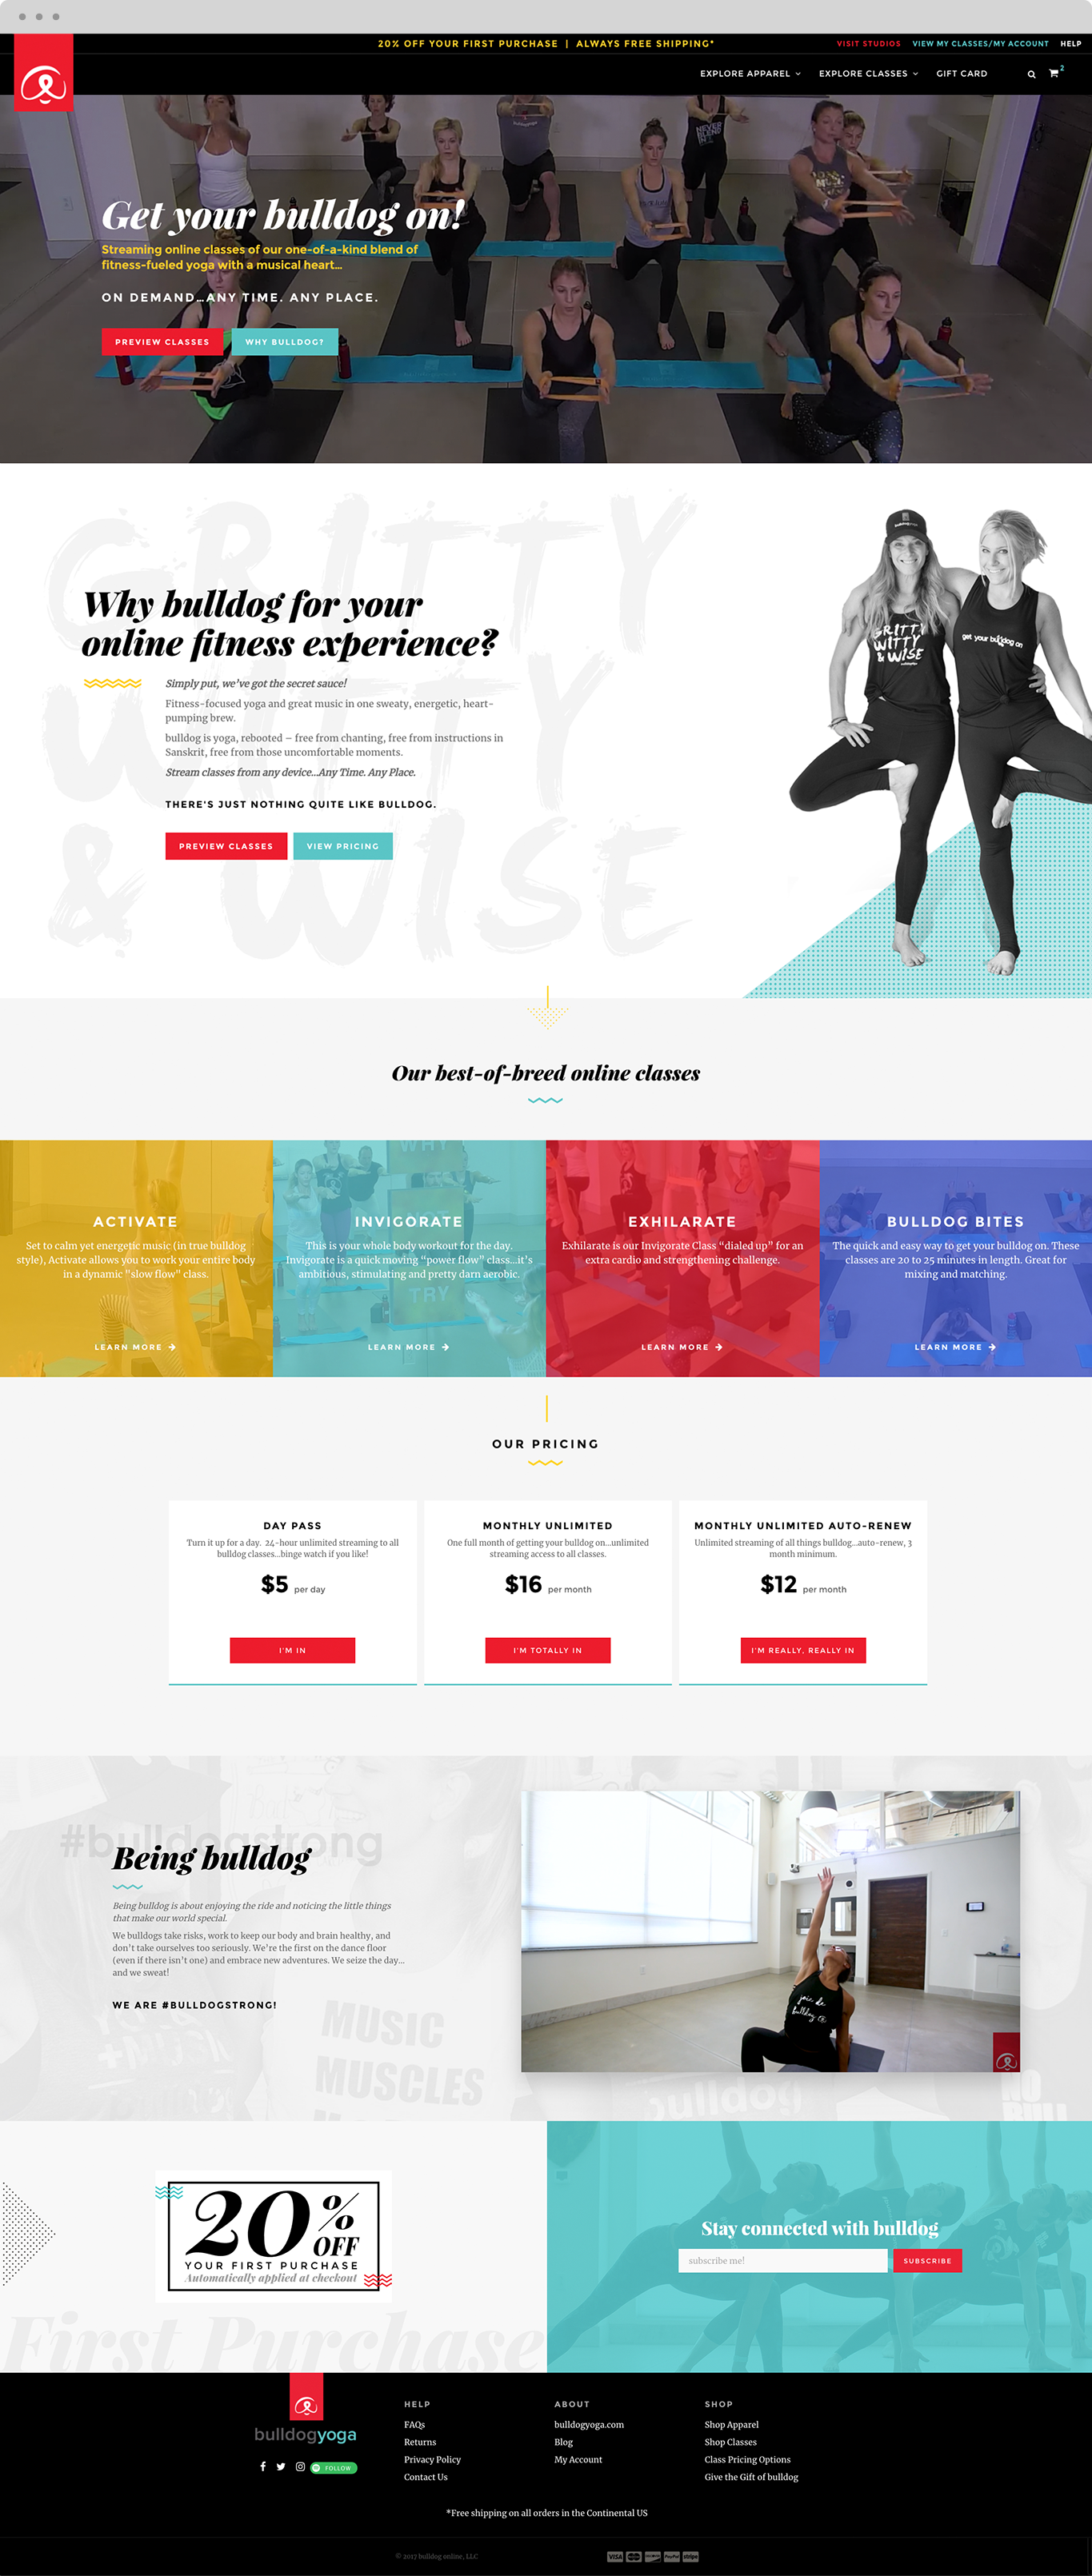 20% OFF YOUR FIRST PURCHASE | ALWAYS FREE SHIPPING*
VISIT STUDIOS VIEW MY CLASSES/MY ACCOUNT HELP
EXPLORE APPAREL EXPLORE CLASSES GIFT CARD
2
Get your bulldog on!
Streaming online classes of our one-of-a-kind blend of
fitness-fueled yoga with a musical heart...
ON DEMAND...ANY TIME. ANY PLACE.
PREVIEW CLASSES WHY BULLDOG?
GRITTY
WITTY
& WISE
Why bulldog for your
online fitness experience?
Simply put, we've got the secret sauce!
Fitness-focused yoga and great music in one sweaty, energetic, heart-
pumping brew.
bulldog is yoga, rebooted – free from chanting, free from instructions in
Sanskrit, free from those uncomfortable moments.
Stream classes from any device...Any Time. Any Place.
THERE'S JUST NOTHING QUITE LIKE BULLDOG.
PREVIEW CLASSES VIEW PRICING
GRITTY
WITTY
& WISE
get your bulldog on
Our best-of-breed online classes
ACTIVATE
Set to calm yet energetic music (in true bulldog
style), Activate allows you to work your entire body
in a dynamic "slow flow" class.
LEARN MORE
WHY
INVIGORATE
This is your whole body workout for the day.
Invigorate is a quick moving “power flow” class...it's
ambitious, stimulating and pretty darn aerobic.
TRY
LEARN MORE
EXHILARATE
Exhilarate is our Invigorate Class “dialed up” for an
extra cardio and strengthening challenge.
LEARN MORE
BULLDOG BITES
The quick and easy way to get your bulldog on. These
classes are 20 to 25 minutes in length. Great for
mixing and matching.
LEARN MORE
OUR PRICING
DAY PASS
Turn it up for a day. 24-hour unlimited streaming to all
bulldog classes...binge watch if you like!
$5 per day
I'M IN
MONTHLY UNLIMITED
One full month of getting your bulldog on...unlimited
streaming access to all classes.
$16 per month
I'M TOTALLY IN
MONTHLY UNLIMITED AUTO-RENEW
Unlimited streaming of all things bulldog...auto-renew, 3
month minimum.
$12 per month
I'M REALLY, REALLY IN
#bulldogstrong
Being bulldog
Being bulldog is about enjoying the ride and noticing the little things
that make our world special.
We bulldogs take risks, work to keep our body and brain healthy, and
don't take ourselves too seriously. We're the first on the dance floor
(even if there isn't one) and embrace new adventures. We seize the day...
and we sweat!
WE ARE #BULLDOGSTRONG!
MUSIC
MUSCLES
joie de
bulldog
bulldog
NO
BULL
20% OFF
YOUR FIRST PURCHASE
Automatically applied at checkout
First Purchase
Stay connected with bulldog
subscribe me! SUBSCRIBE
bulldogyoga
FOLLOW
HELP
FAQs
Returns
Privacy Policy
Contact Us
ABOUT
bulldogyoga.com
Blog
My Account
SHOP
Shop Apparel
Shop Classes
Class Pricing Options
Give the Gift of bulldog
*Free shipping on all orders in the Continental US
© 2017 bulldog online, LLC
VISA PayPal stripe